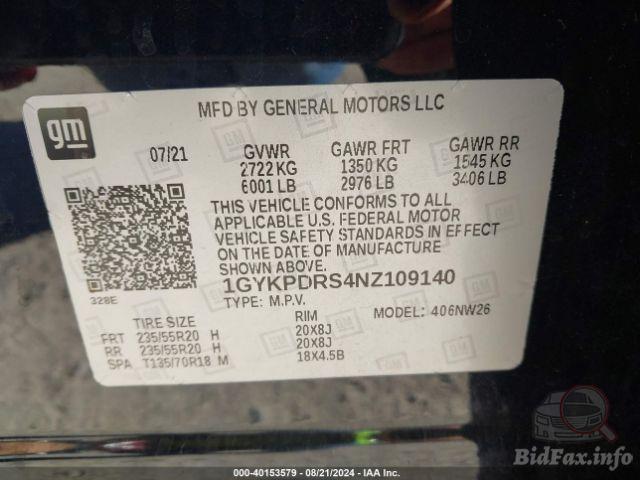 MFD BY GENERAL MOTORS LLC
gm
07/21 GVWR GAWR FRT GAWR RR
2722 KG 1350 KG 1545 KG
6001 LB 2976 LB 3406 LB
THIS VEHICLE CONFORMS TO ALL
APPLICABLE U.S. FEDERAL MOTOR
VEHICLE SAFETY STANDARDS IN EFFECT
ON THE DATE OF MANUFACTURE
SHOWN ABOVE.
1GYKPDRS4NZ109140
328E
TYPE: M.P.V. MODEL: 406NW26
TIRE SIZE RIM
FRT 235/55R20 H 20X8J
RR 235/55R20 H 20X8J
SPA T135/70R18 M 18X4.5B
BidFax.info
000-40153579 - 08/21/2024 - IAA Inc.